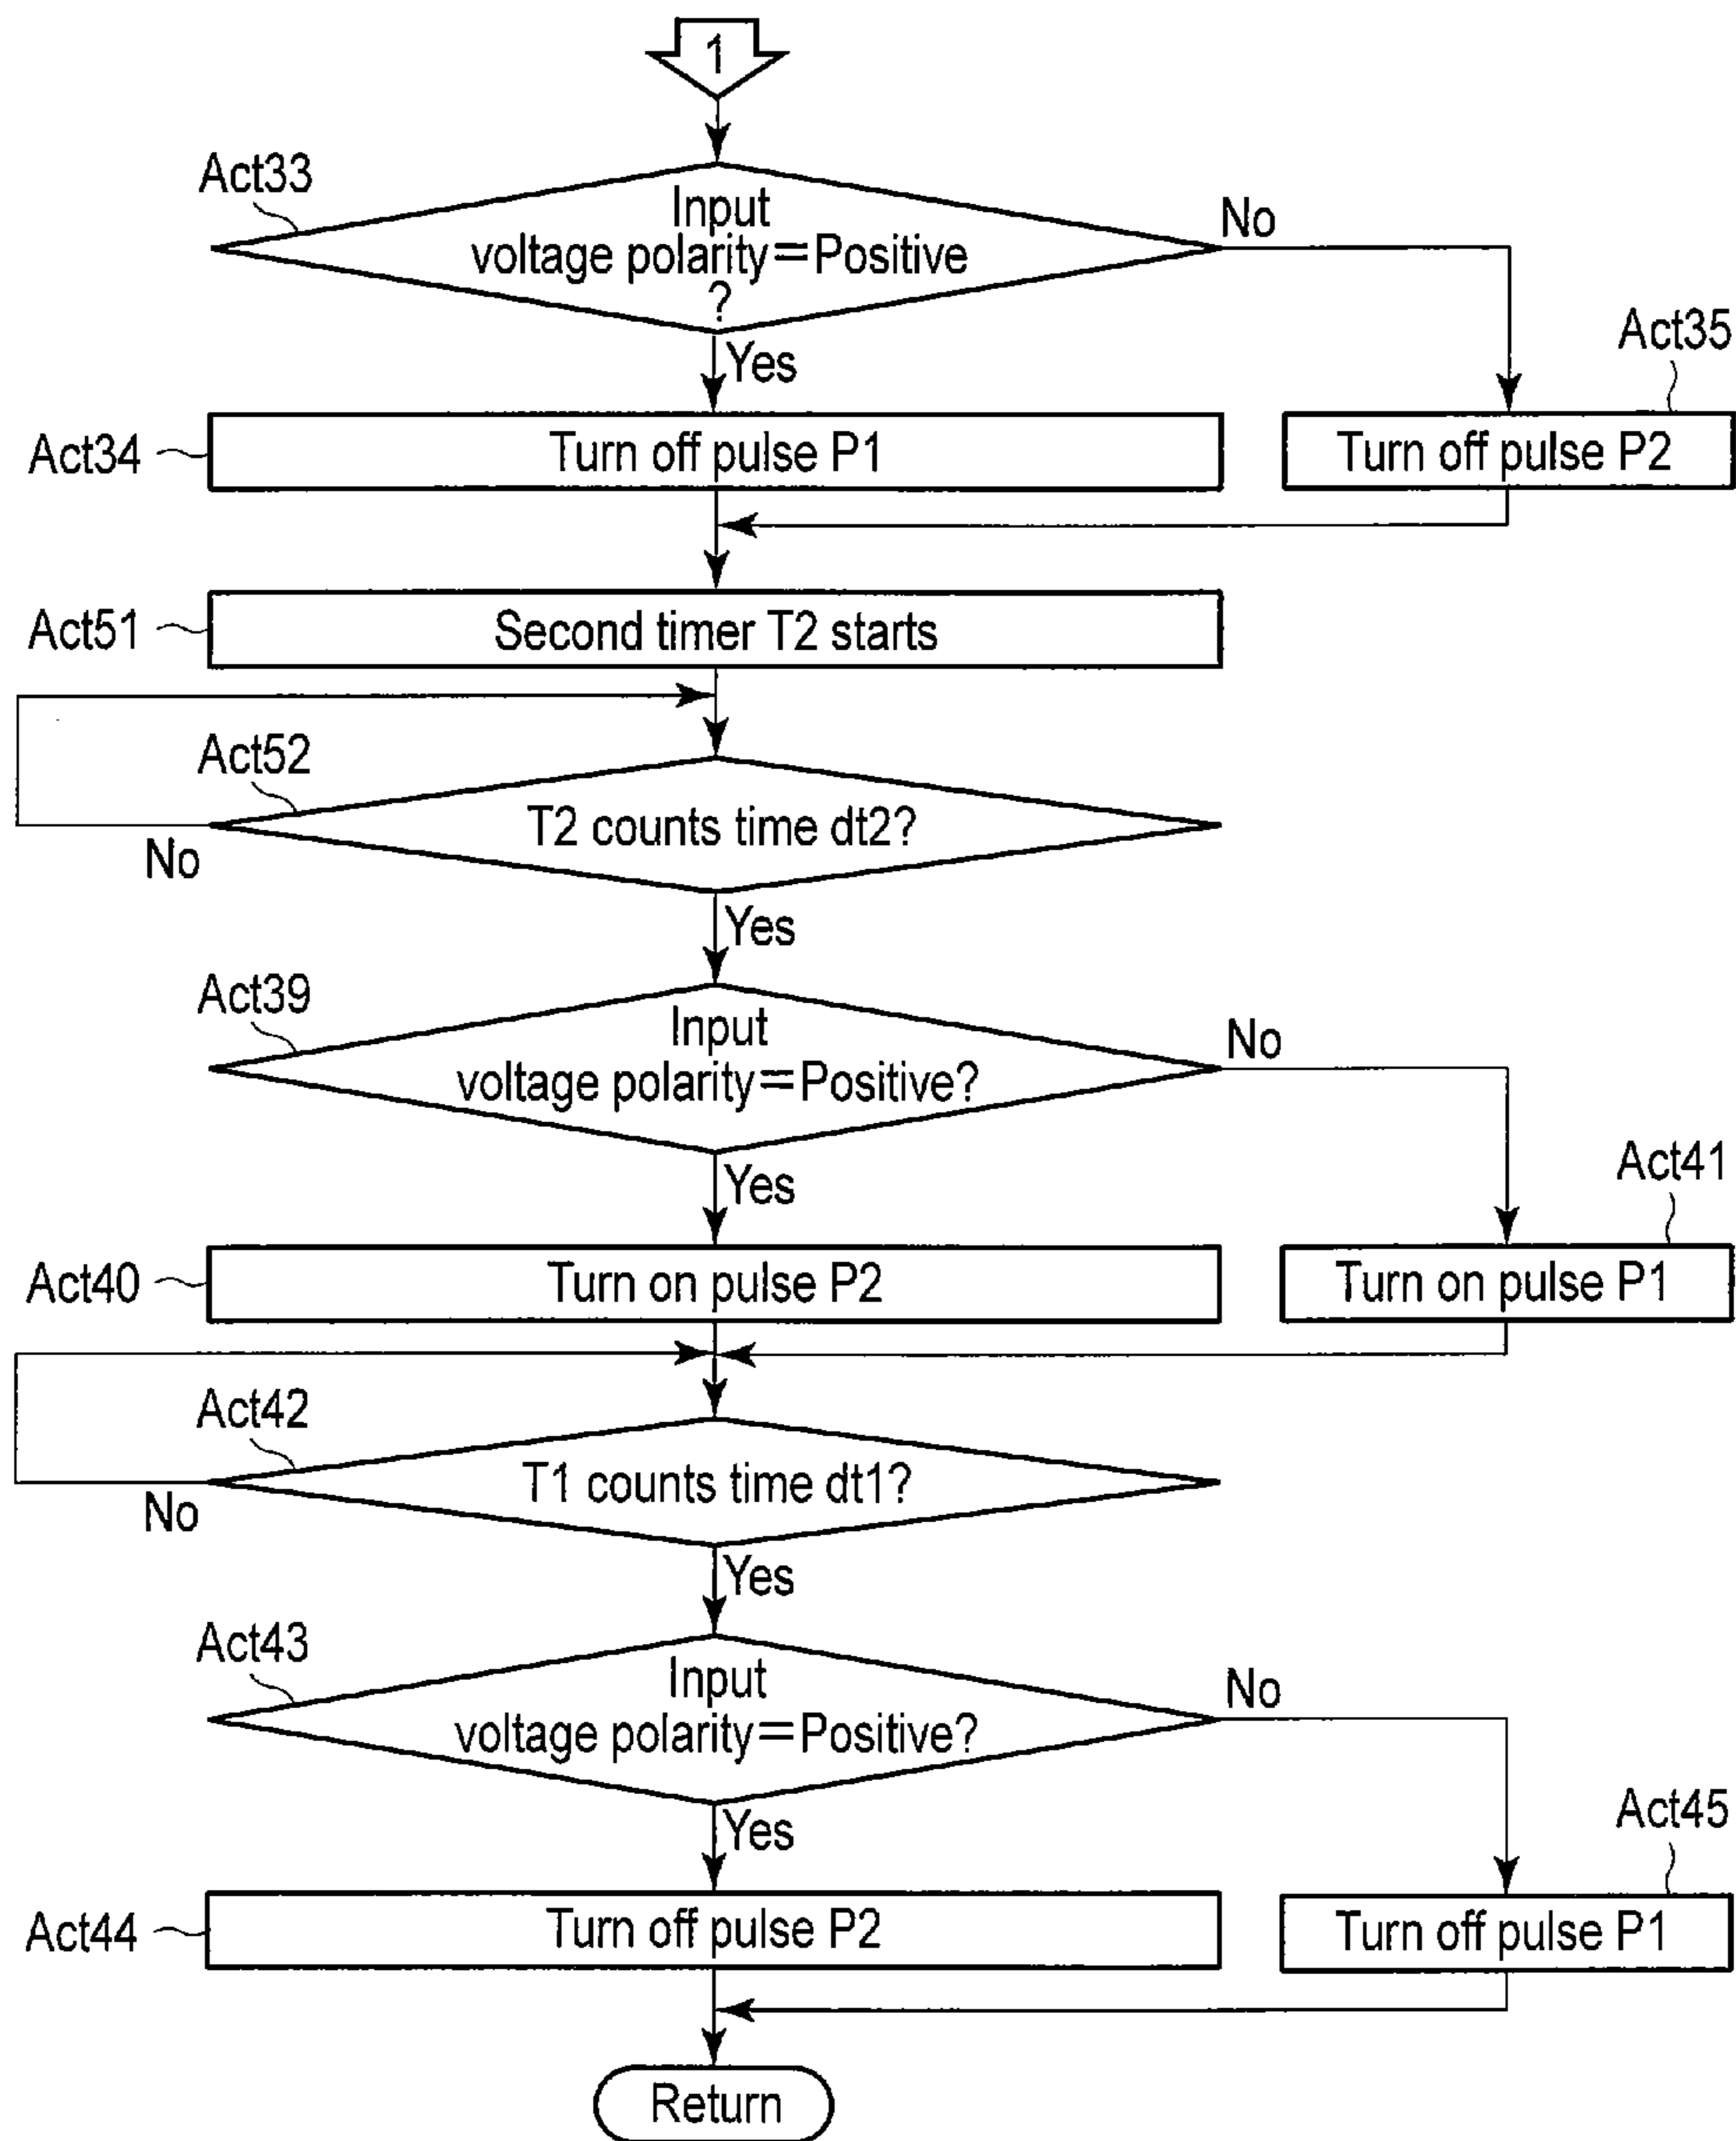 1
Act33
Input
voltage polarity=Positive
?
No
Yes
Act35
Act34
Turn off pulse P1
Turn off pulse P2
Act51
Second timer T2 starts
Act52
T2 counts time dt2?
No
Yes
Act39
Input
voltage polarity=Positive?
No
Yes
Act41
Act40
Turn on pulse P2
Turn on pulse P1
Act42
T1 counts time dt1?
No
Yes
Act43
Input
voltage polarity=Positive?
No
Yes
Act45
Act44
Turn off pulse P2
Turn off pulse P1
Return